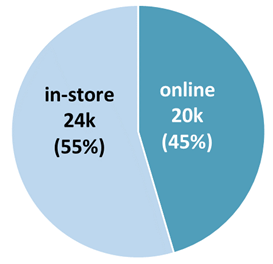 in-store
24k
(55%)
online
20k
(45%)